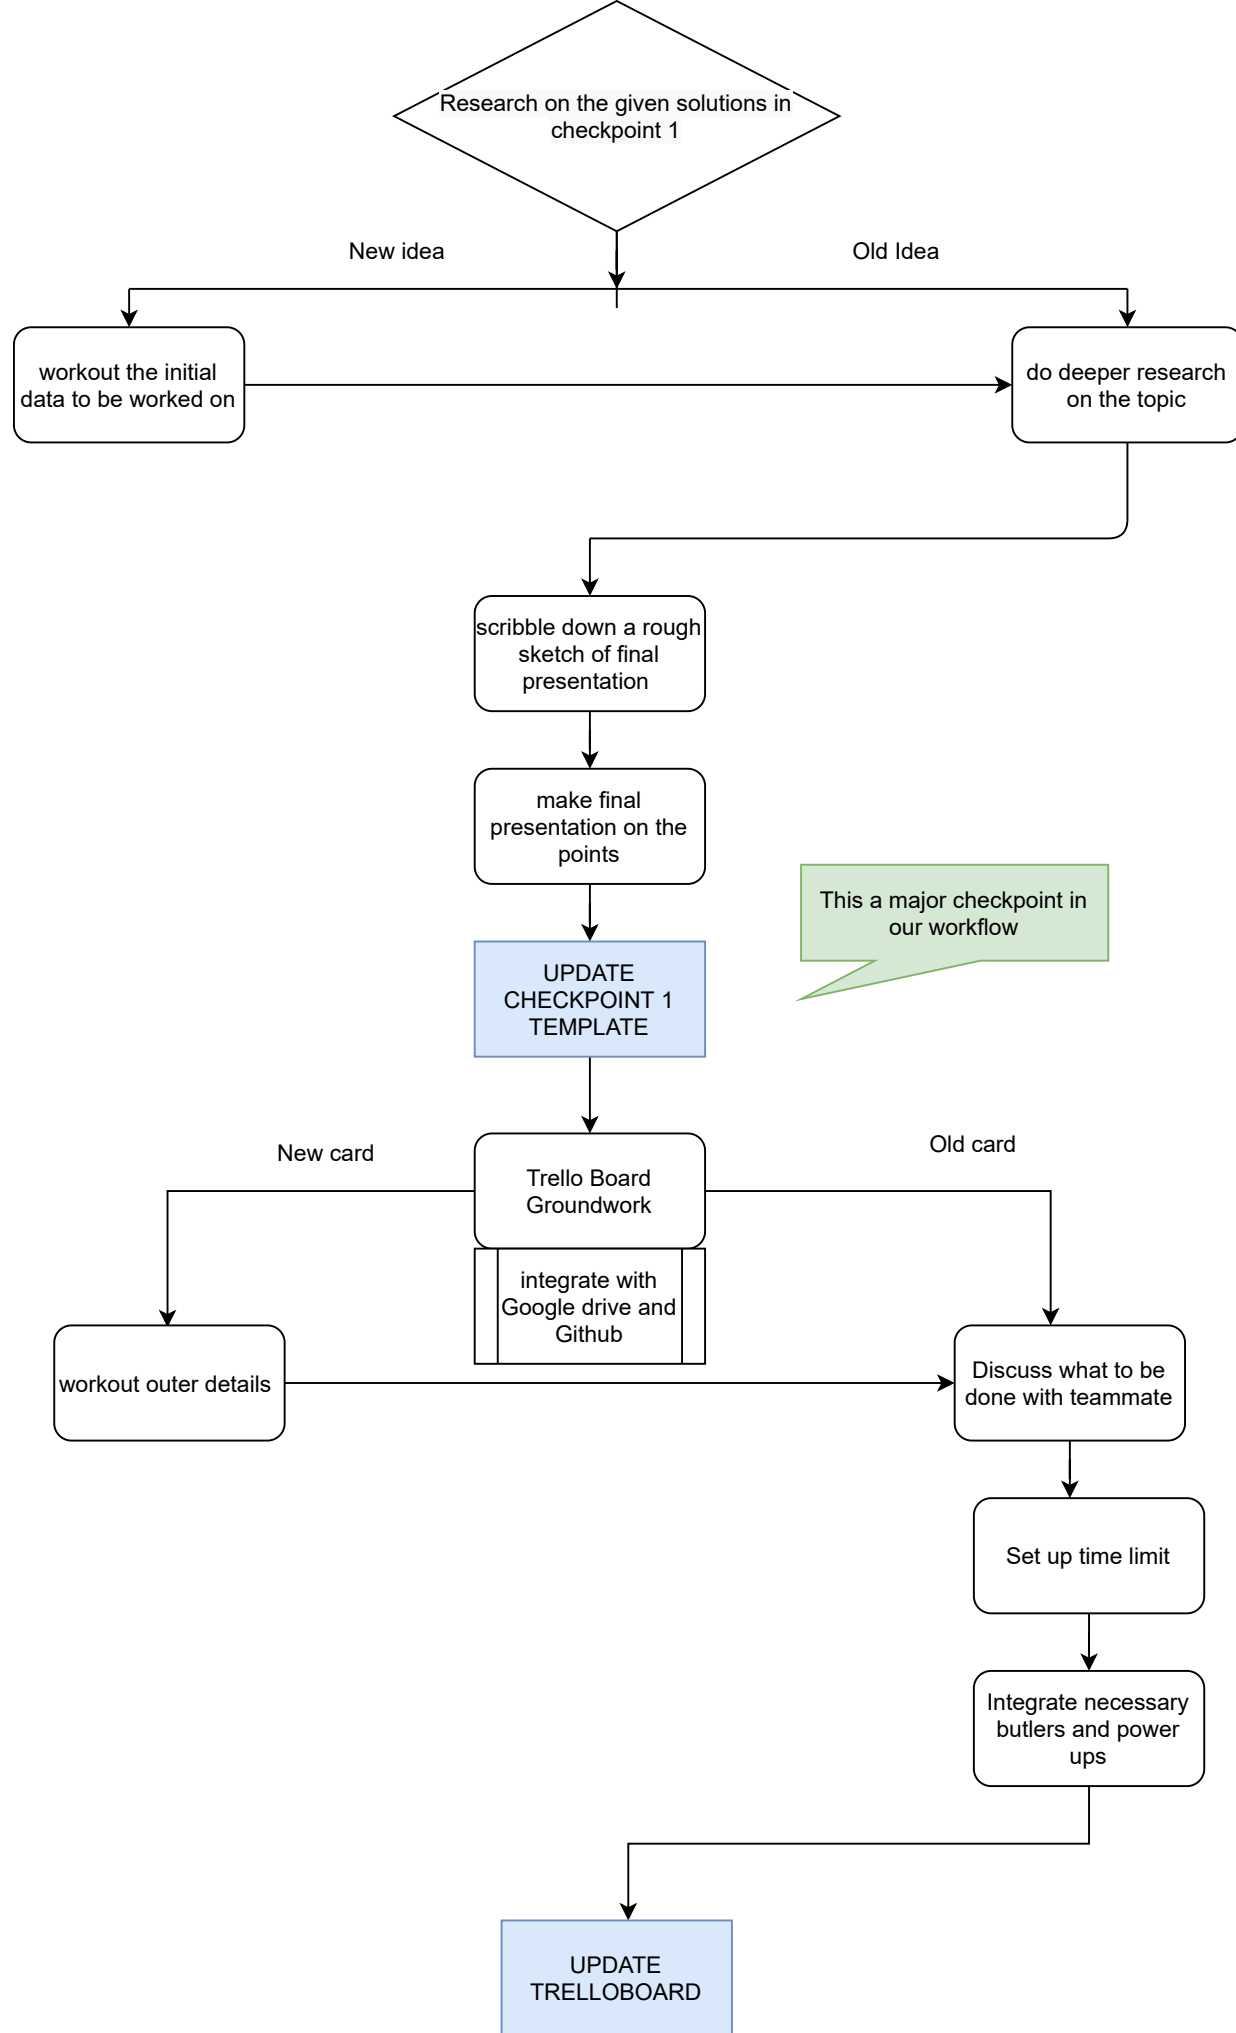 Research on the given solutions in
checkpoint 1
New idea
Old Idea
workout the initial
data to be worked on
do deeper research
on the topic
scribble down a rough
sketch of final
presentation
make final
presentation on the
points
This a major checkpoint in
our workflow
UPDATE
CHECKPOINT 1
TEMPLATE
New card
Old card
Trello Board
Groundwork
integrate with
Google drive and
Github
workout outer details
Discuss what to be
done with teammate
Set up time limit
Integrate necessary
butlers and power
ups
UPDATE
TRELLOBOARD